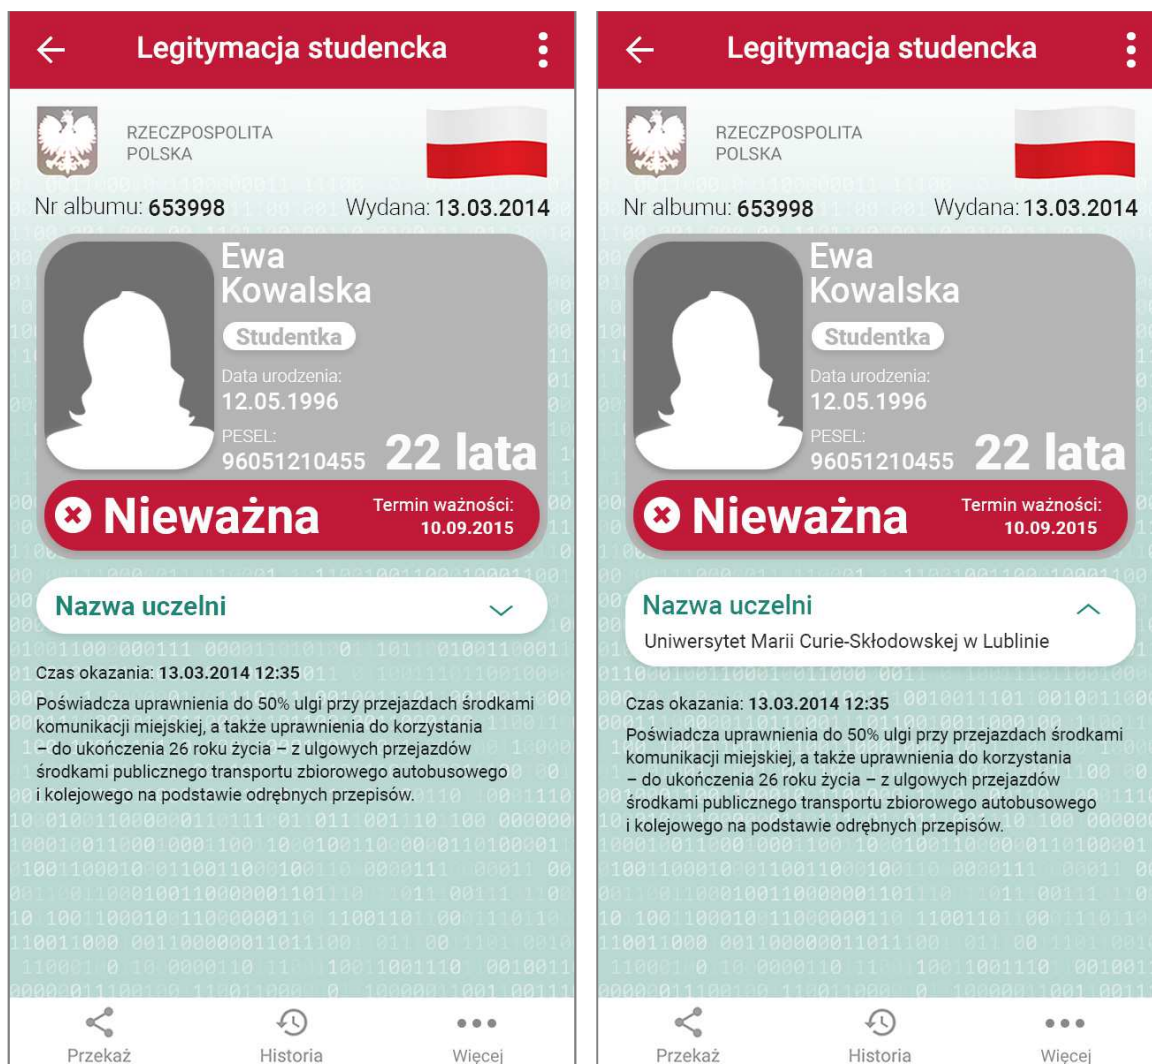 Legitymacja studencka
RZECZPOSPOLITA
POLSKA
Nr albumu: 653998 Wydana: 13.03.2014
Ewa
Kowalska
Studentka
Data urodzenia:
12.05.1996
PESEL:
96051210455 22 lata
Nieważna Termin ważności:
10.09.2015
Nazwa uczelni
Czas okazania: 13.03.2014 12:35
Poświadcza uprawnienia do 50% ulgi przy przejazdach środkami
komunikacji miejskiej, a także uprawnienia do korzystania
– do ukończenia 26 roku życia – z ulgowych przejazdów
środkami publicznego transportu zbiorowego autobusowego
i kolejowego na podstawie odrębnych przepisów.
Przekaż Historia Więcej
Legitymacja studencka
RZECZPOSPOLITA
POLSKA
Nr albumu: 653998 Wydana: 13.03.2014
Ewa
Kowalska
Studentka
Data urodzenia:
12.05.1996
PESEL:
96051210455 22 lata
Nieważna Termin ważności:
10.09.2015
Nazwa uczelni
Uniwersytet Marii Curie-Skłodowskej w Lublinie
Czas okazania: 13.03.2014 12:35
Poświadcza uprawnienia do 50% ulgi przy przejazdach środkami
komunikacji miejskiej, a także uprawnienia do korzystania
– do ukończenia 26 roku życia – z ulgowych przejazdów
środkami publicznego transportu zbiorowego autobusowego
i kolejowego na podstawie odrębnych przepisów.
Przekaż Historia Więcej